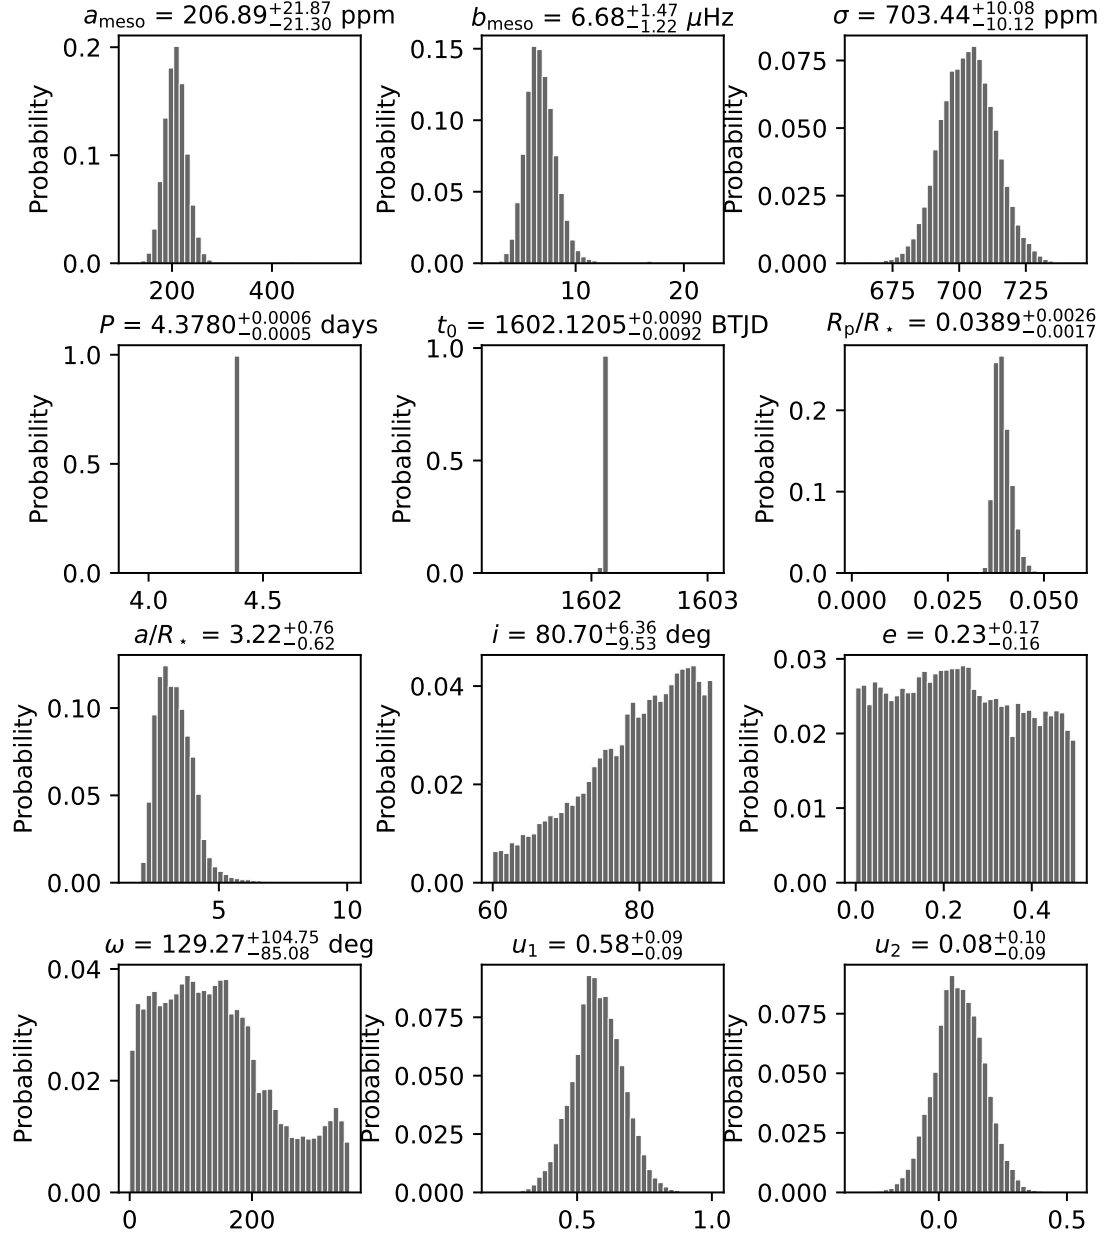 a_meso = 206.89 +21.87 −21.30 ppm
b_meso = 6.68 +1.47 −1.22 μHz
σ = 703.44 +10.08 −10.12 ppm
Probability
0.2
0.1
0.0
200 400
Probability
0.15
0.10
0.05
0.00
10 20
Probability
0.075
0.050
0.025
0.000
675 700 725
P = 4.3780 +0.0006 −0.0005 days
t_0 = 1602.1205 +0.0090 −0.0092 BTJD
R_p/R_⋆ = 0.0389 +0.0026 −0.0017
Probability
1.0
0.5
0.0
4.0 4.5
Probability
1.0
0.5
0.0
1602 1603
Probability
0.2
0.1
0.0
0.000 0.025 0.050
a/R_⋆ = 3.22 +0.76 −0.62
i = 80.70 +6.36 −9.53 deg
e = 0.23 +0.17 −0.16
Probability
0.10
0.05
0.00
5 10
Probability
0.04
0.02
0.00
60 80
Probability
0.03
0.02
0.01
0.00
0.0 0.2 0.4
ω = 129.27 +104.75 −85.08 deg
u_1 = 0.58 +0.09 −0.09
u_2 = 0.08 +0.10 −0.09
Probability
0.04
0.02
0.00
0 200
Probability
0.075
0.050
0.025
0.000
0.5 1.0
Probability
0.075
0.050
0.025
0.000
0.0 0.5